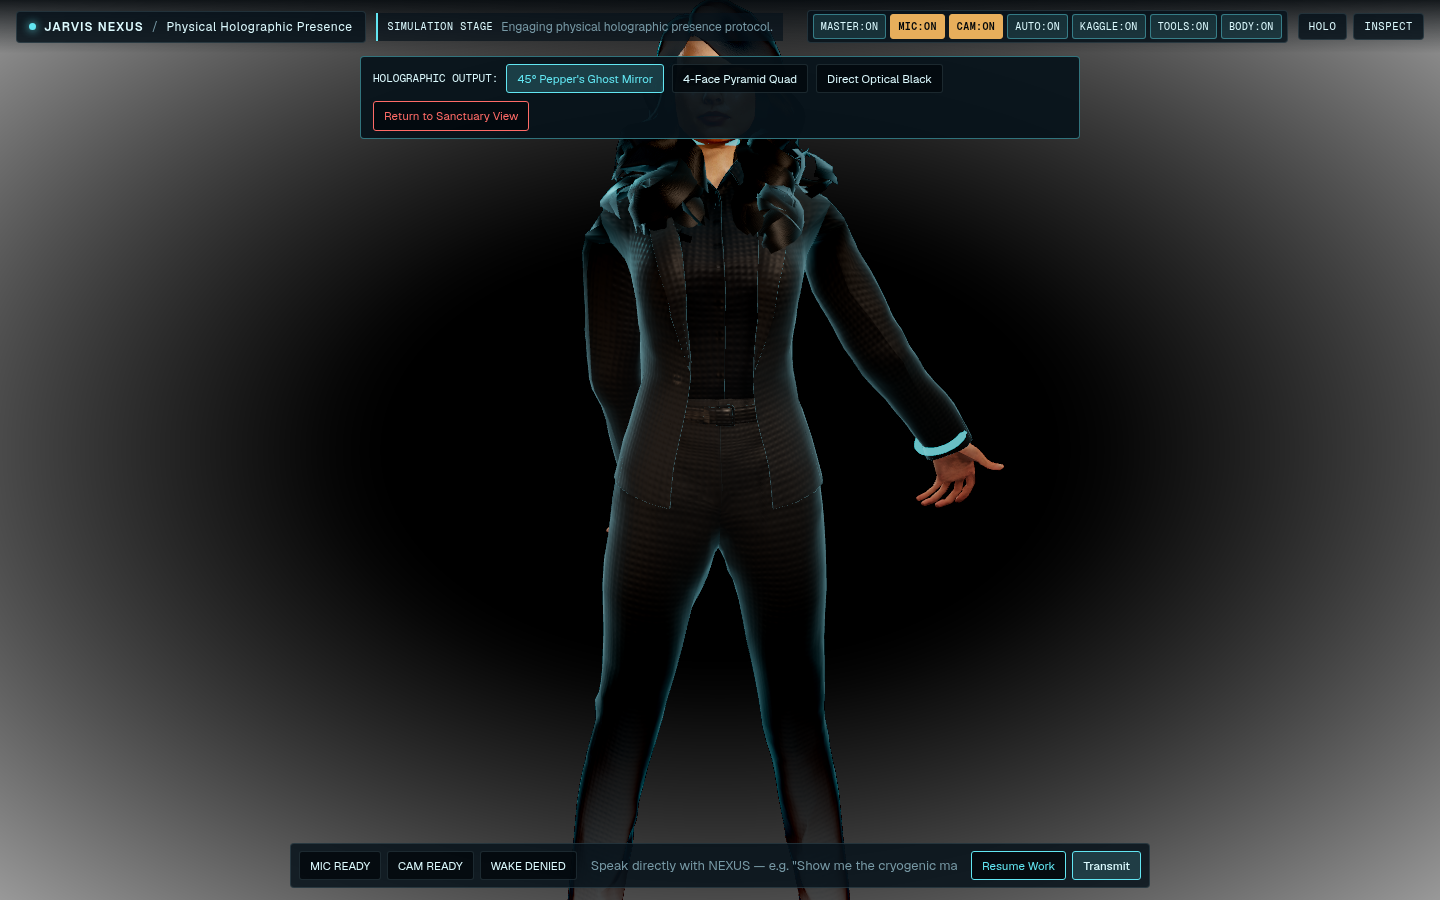 JARVIS NEXUS / Physical Holographic Presence
SIMULATION STAGE Engaging physical holographic presence protocol.
MASTER:ON MIC:ON CAM:ON AUTO:ON KAGGLE:ON TOOLS:ON BODY:ON HOLO INSPECT
HOLOGRAPHIC OUTPUT: 45° Pepper's Ghost Mirror 4-Face Pyramid Quad Direct Optical Black
Return to Sanctuary View
MIC READY CAM READY WAKE DENIED Speak directly with NEXUS — e.g. "Show me the cryogenic ma Resume Work Transmit